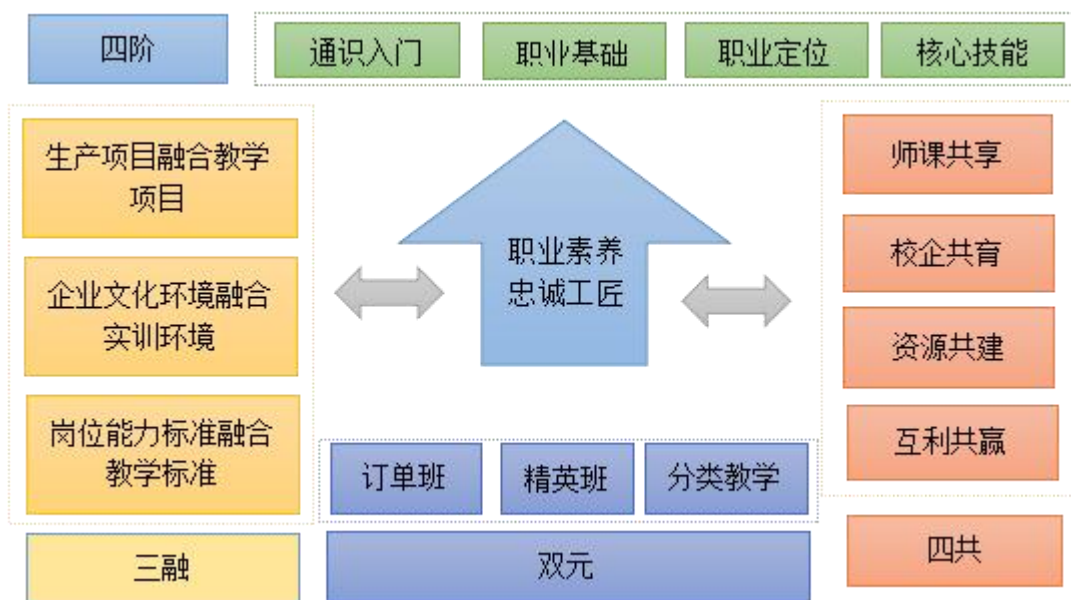 四阶
通识入门
职业基础
职业定位
核心技能
生产项目融合教学
项目
企业文化环境融合
实训环境
岗位能力标准融合
教学标准
三融
职业素养
忠诚工匠
订单班
精英班
分类教学
双元
师课共享
校企共育
资源共建
互利共赢
四共